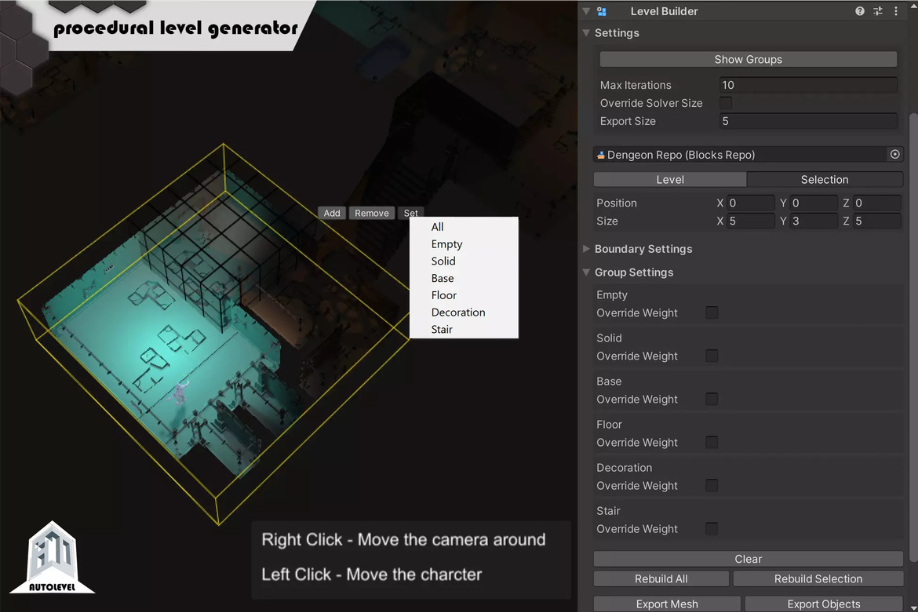 procedural level generator
Add Remove Set
All
Empty
Solid
Base
Floor
Decoration
Stair
AUTOLEVEL
Right Click - Move the camera around
Left Click - Move the charcter
Level Builder
Settings
Show Groups
Max Iterations 10
Override Solver Size
Export Size 5
Dengeon Repo (Blocks Repo)
Level Selection
Position X 0 Y 0 Z 0
Size X 5 Y 3 Z 5
Boundary Settings
Group Settings
Empty
Override Weight
Solid
Override Weight
Base
Override Weight
Floor
Override Weight
Decoration
Override Weight
Stair
Override Weight
Clear
Rebuild All Rebuild Selection
Export Mesh Export Objects